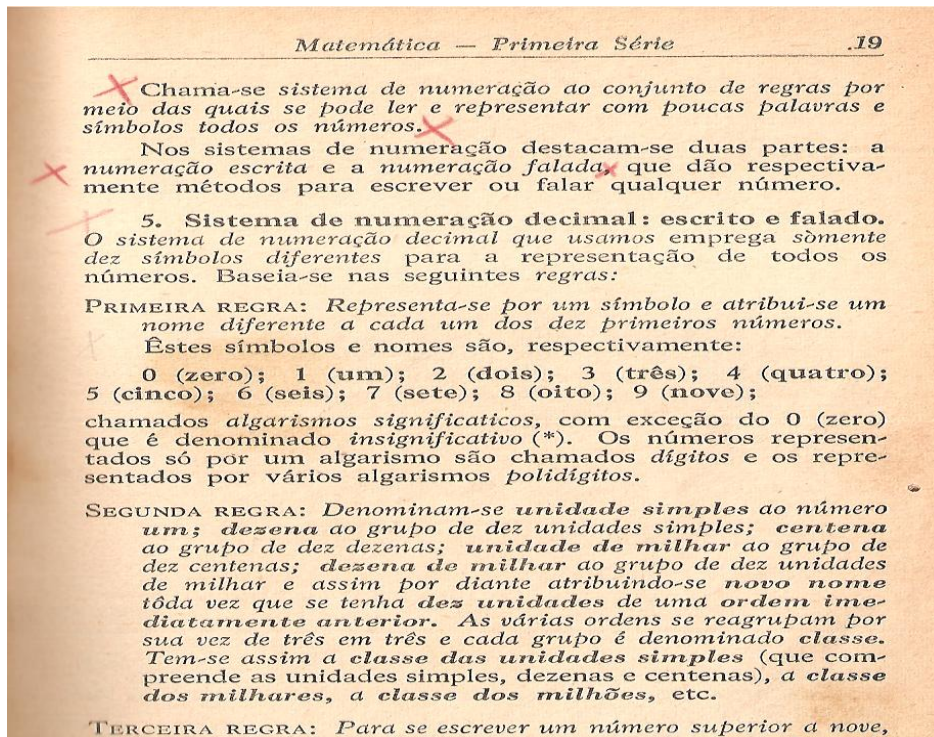 Matemática — Primeira Série .19
Chama-se sistema de numeração ao conjunto de regras por
meio das quais se pode ler e representar com poucas palavras e
símbolos todos os números.
Nos sistemas de numeração destacam-se duas partes: a
numeração escrita e a numeração falada, que dão respectiva-
mente métodos para escrever ou falar qualquer número.
5. Sistema de numeração decimal: escrito e falado.
O sistema de numeração decimal que usamos emprega sòmente
dez símbolos diferentes para a representação de todos os
números. Baseia-se nas seguintes regras:
PRIMEIRA REGRA: Representa-se por um símbolo e atribui-se um
nome diferente a cada um dos dez primeiros números.
Êstes símbolos e nomes são, respectivamente:
0 (zero); 1 (um); 2 (dois); 3 (três); 4 (quatro);
5 (cinco); 6 (seis); 7 (sete); 8 (oito); 9 (nove);
chamados algarismos significaticos, com exceção do 0 (zero)
que é denominado insignificativo (*). Os números represen-
tados só por um algarismo são chamados dígitos e os repre-
sentados por vários algarismos polidígitos.
SEGUNDA REGRA: Denominam-se unidade simples ao número
um; dezena ao grupo de dez unidades simples; centena
ao grupo de dez dezenas; unidade de milhar ao grupo de
dez centenas; dezena de milhar ao grupo de dez unidades
de milhar e assim por diante atribuindo-se novo nome
tôda vez que se tenha dez unidades de uma ordem ime-
diatamente anterior. As várias ordens se reagrupam por
sua vez de três em três e cada grupo é denominado classe.
Tem-se assim a classe das unidades simples (que com-
preende as unidades simples, dezenas e centenas), a classe
dos milhares, a classe dos milhões, etc.
TERCEIRA REGRA: Para se escrever um número superior a nove,